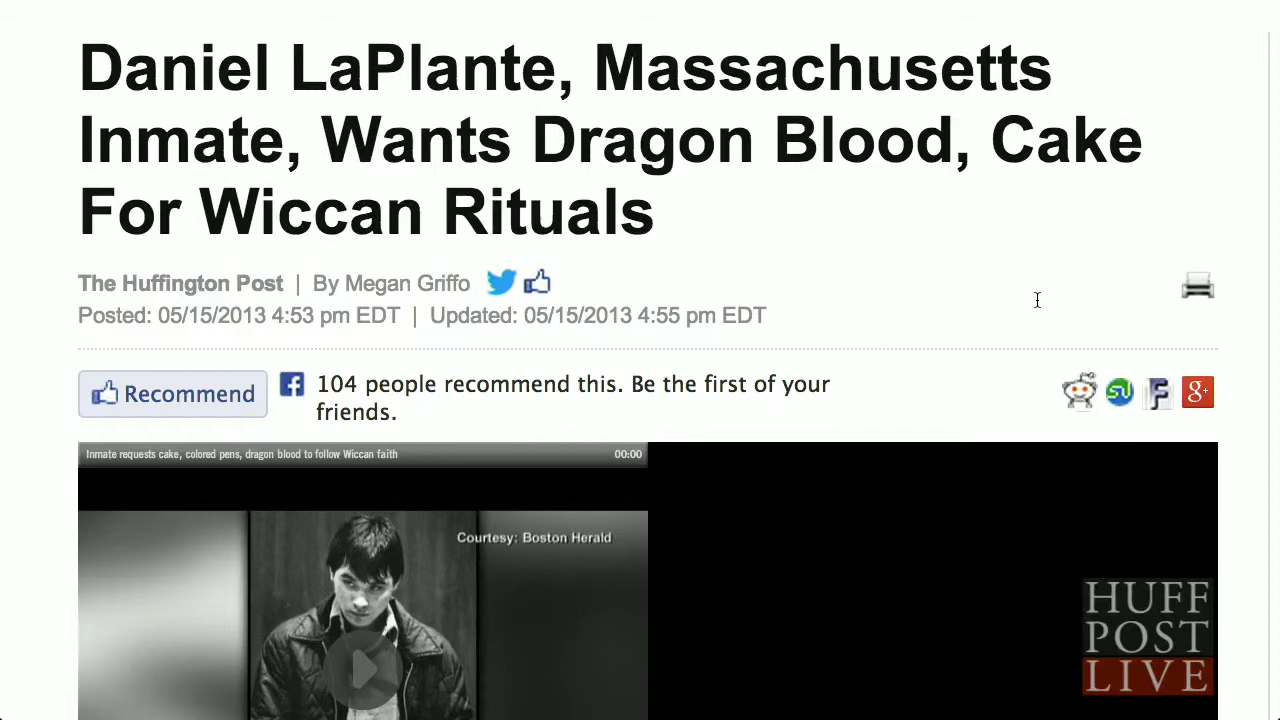 Daniel LaPlante, Massachusetts
Inmate, Wants Dragon Blood, Cake
For Wiccan Rituals
The Huffington Post | By Megan Griffo
Posted: 05/15/2013 4:53 pm EDT | Updated: 05/15/2013 4:55 pm EDT
Recommend
104 people recommend this. Be the first of your
friends.
Inmate requests cake, colored pens, dragon blood to follow Wiccan faith 00:00
Courtesy: Boston Herald
HUFF
POST
LIVE